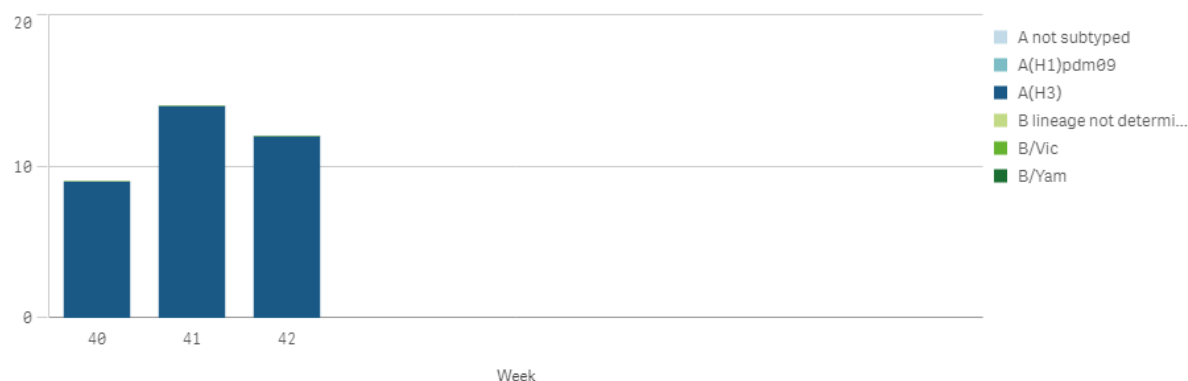 20
10
0
40 41 42
Week
A not subtyped
A(H1)pdm09
A(H3)
B lineage not determi...
B/Vic
B/Yam